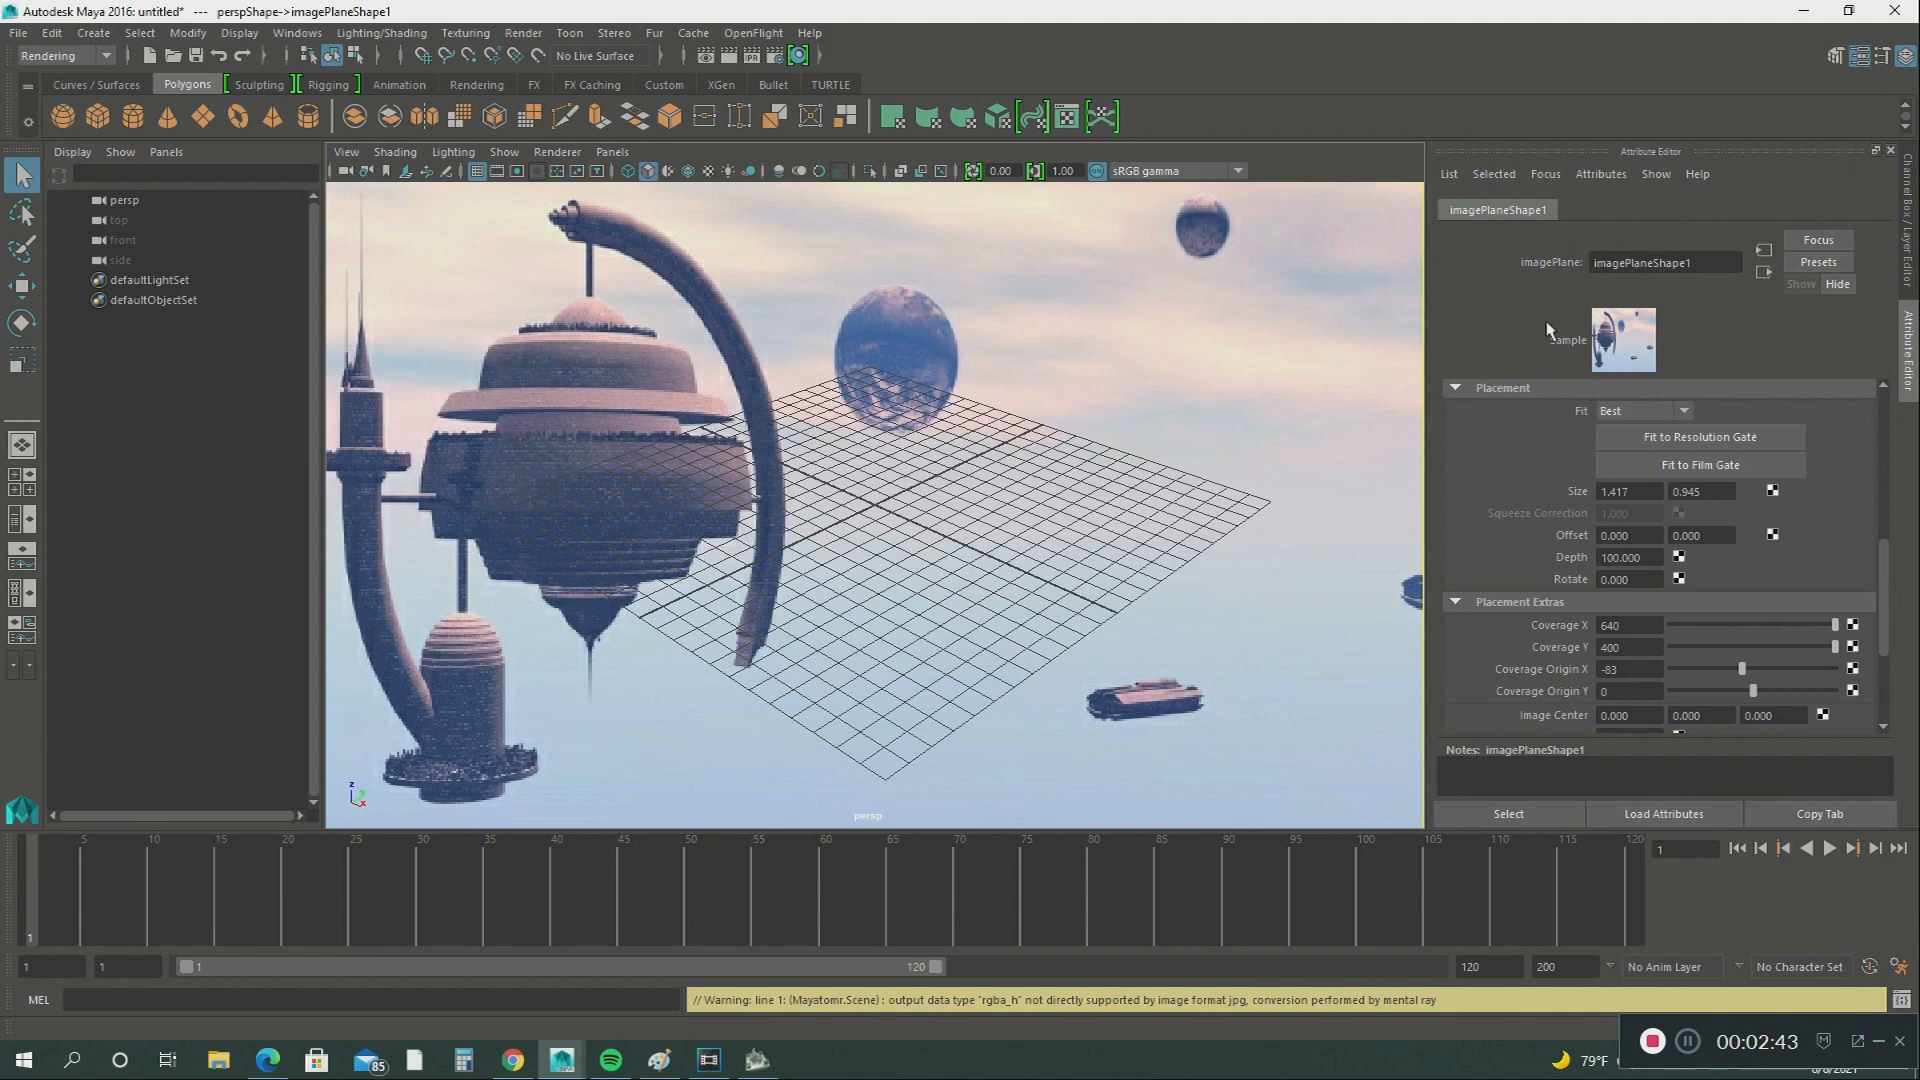 Autodesk Maya 2016: untitled* --- perspShape->imagePlaneShape1
File Edit Create Select Modify Display Windows Lighting/Shading Texturing Render Toon Stereo Fur Cache OpenFlight Help
Rendering No Live Surface
Curves / Surfaces Polygons Sculpting Rigging Animation Rendering FX FX Caching Custom XGen Bullet TURTLE
IPR
Display Show Panels
View Shading Lighting Show Renderer Panels
0.00 1.00 ON sRGB gamma
persp
top
front
side
defaultLightSet
defaultObjectSet
z
y
x
persp
Attribute Editor
List Selected Focus Attributes Show Help
imagePlaneShape1
imagePlane: imagePlaneShape1
Focus
Presets
Show Hide
Sample
Placement
Fit Best
Fit to Resolution Gate
Fit to Film Gate
Size 1.417 0.945
Squeeze Correction 1.000
Offset 0.000 0.000
Depth 100.000
Rotate 0.000
Placement Extras
Coverage X 640
Coverage Y 400
Coverage Origin X -83
Coverage Origin Y 0
Image Center 0.000 0.000 0.000
Notes: imagePlaneShape1
Select Load Attributes Copy Tab
Channel Box / Layer Editor
Attribute Editor
5 10 15 20 25 30 35 40 45 50 55 60 65 70 75 80 85 90 95 100 105 110 115 120
1
1
1 1 1 120 120 200 No Anim Layer No Character Set
MEL // Warning: line 1: (Mayatomr.Scene) : output data type "rgba_h" not directly supported by image format jpg, conversion performed by mental ray
85
79°F
00:02:43